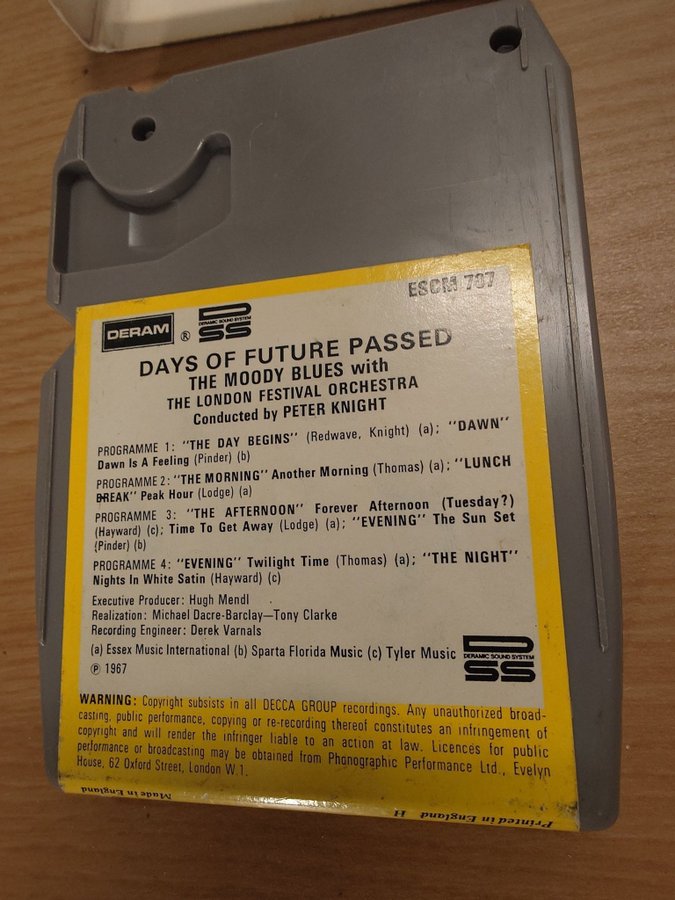 ESCM 787
DERAM ® DSS
DERAMIC SOUND SYSTEM
DAYS OF FUTURE PASSED
THE MOODY BLUES with
THE LONDON FESTIVAL ORCHESTRA
Conducted by PETER KNIGHT
PROGRAMME 1: "THE DAY BEGINS" (Redwave, Knight) (a); "DAWN"
Dawn Is A Feeling (Pinder) (b)
PROGRAMME 2: "THE MORNING" Another Morning (Thomas) (a); "LUNCH
BREAK" Peak Hour (Lodge) (a)
PROGRAMME 3: "THE AFTERNOON" Forever Afternoon (Tuesday?)
(Hayward) (c); Time To Get Away (Lodge) (a); "EVENING" The Sun Set
(Pinder) (b)
PROGRAMME 4: "EVENING" Twilight Time (Thomas) (a); "THE NIGHT"
Nights In White Satin (Hayward) (c)
Executive Producer: Hugh Mendl
Realization: Michael Dacre-Barclay—Tony Clarke
Recording Engineer: Derek Varnals
(a) Essex Music International (b) Sparta Florida Music (c) Tyler Music
DSS
DERAMIC SOUND SYSTEM
℗ 1967
WARNING: Copyright subsists in all DECCA GROUP recordings. Any unauthorized broad-
casting, public performance, copying or re-recording thereof constitutes an infringement of
copyright and will render the infringer liable to an action at law. Licences for public
performance or broadcasting may be obtained from Phonographic Performance Ltd., Evelyn
House, 62 Oxford Street, London W.1.
Made in England
Printed in England H